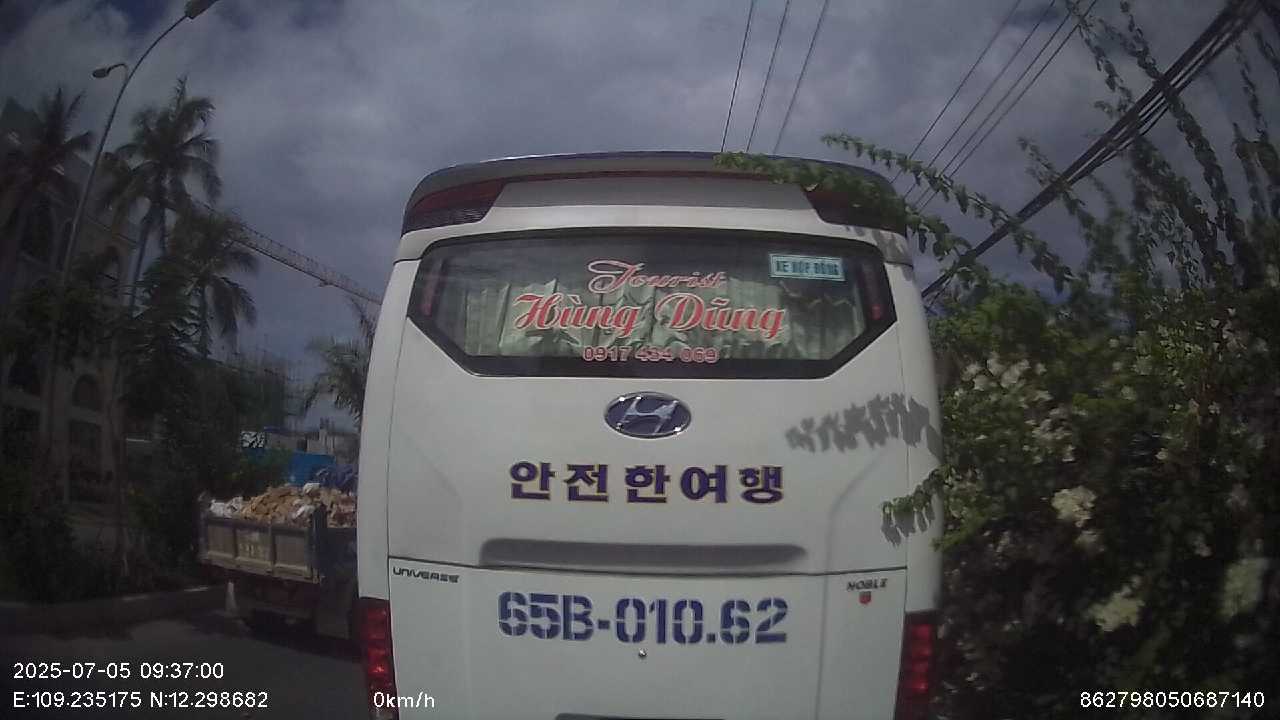 XE HỢP ĐỒNG
Tourist
Hùng Dũng
0917 434 069
안전한여행
UNIVERSE
NOBLE
65B-010.62
2025-07-05 09:37:00
E:109.235175 N:12.298682
0km/h
862798050687140